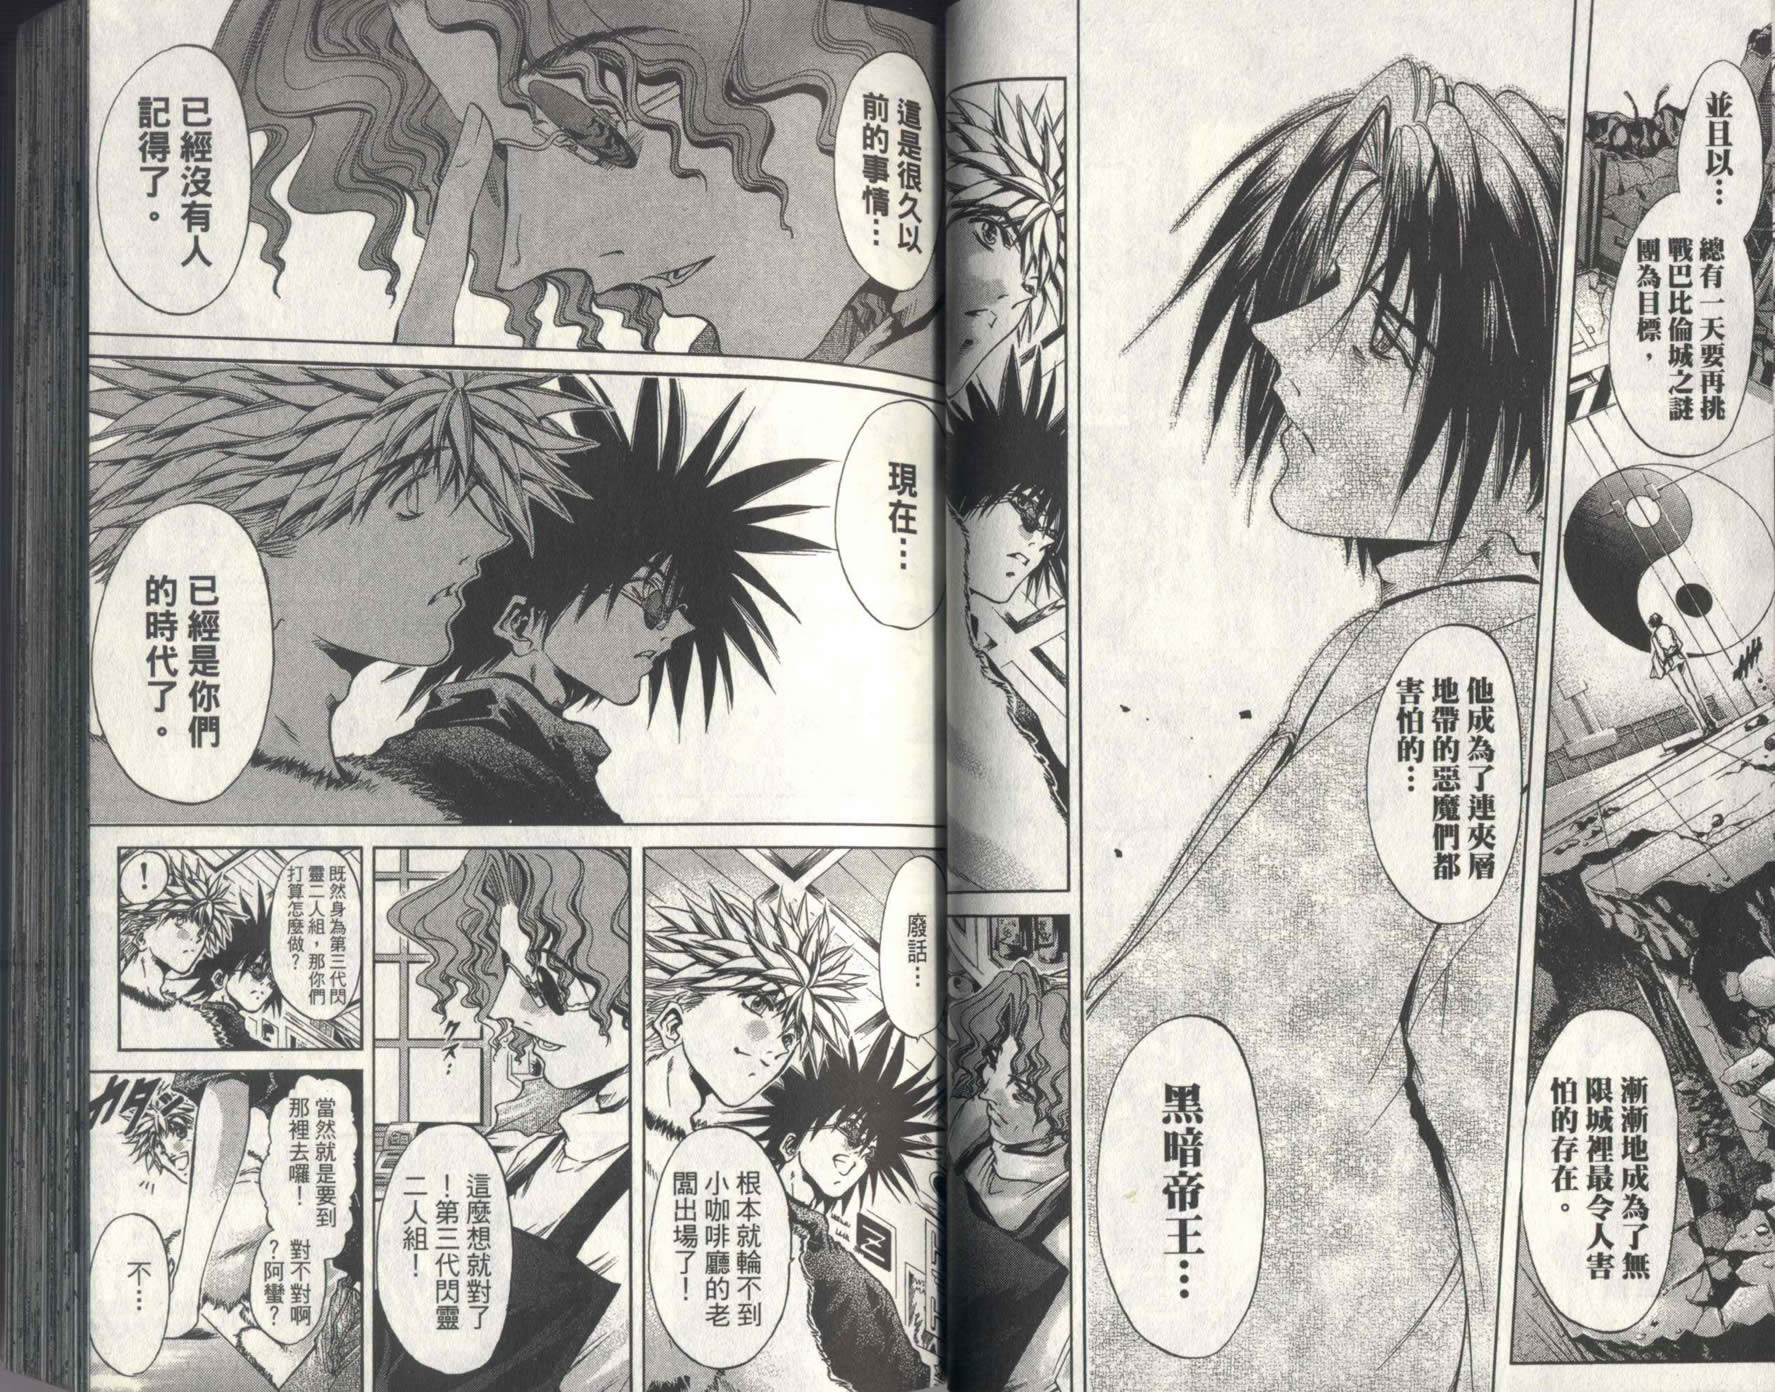 並且以…
總有一天要再挑
戰巴比倫城之謎
團為目標，
漸漸地成為了無
限城裡最令人害
怕的存在。
他成為了連夾層
地帶的惡魔們都
害怕的…
黑暗帝王…
這是很久以
前的事情…
已經沒有人
記得了。
現在…
已經是你們
的時代了。
廢話…
根本就輪不到
小咖啡廳的老
闆出場了！
這麼想就對了
！第三代閃靈
二人組！
クス…
既然身為第三代閃
靈二人組，那你們
打算怎麼做？
！
當然就是要到
那裡去囉！
對不對啊
？阿蠻？
ガタ
不…